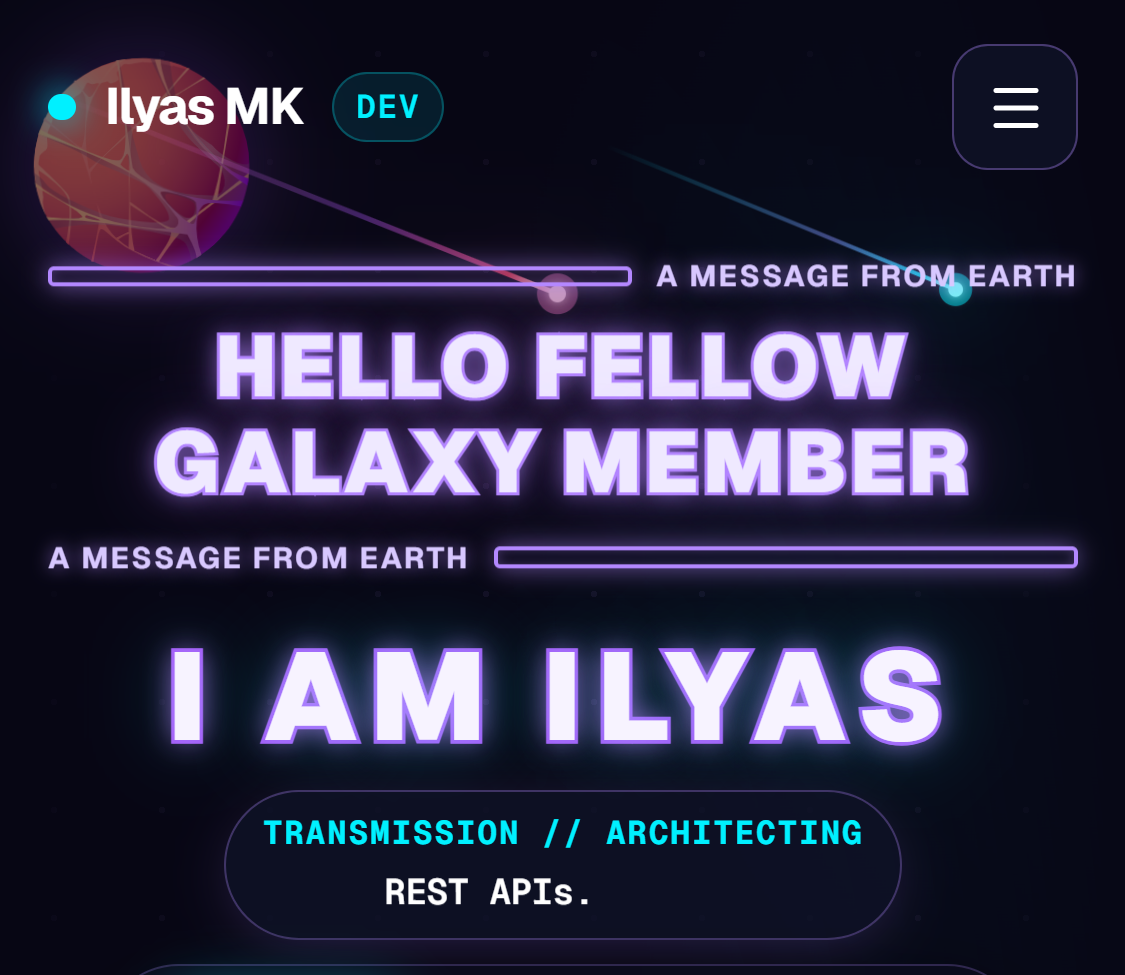 Ilyas MK DEV
A MESSAGE FROM EARTH
HELLO FELLOW
GALAXY MEMBER
A MESSAGE FROM EARTH
I AM ILYAS
TRANSMISSION // ARCHITECTING
REST APIs.